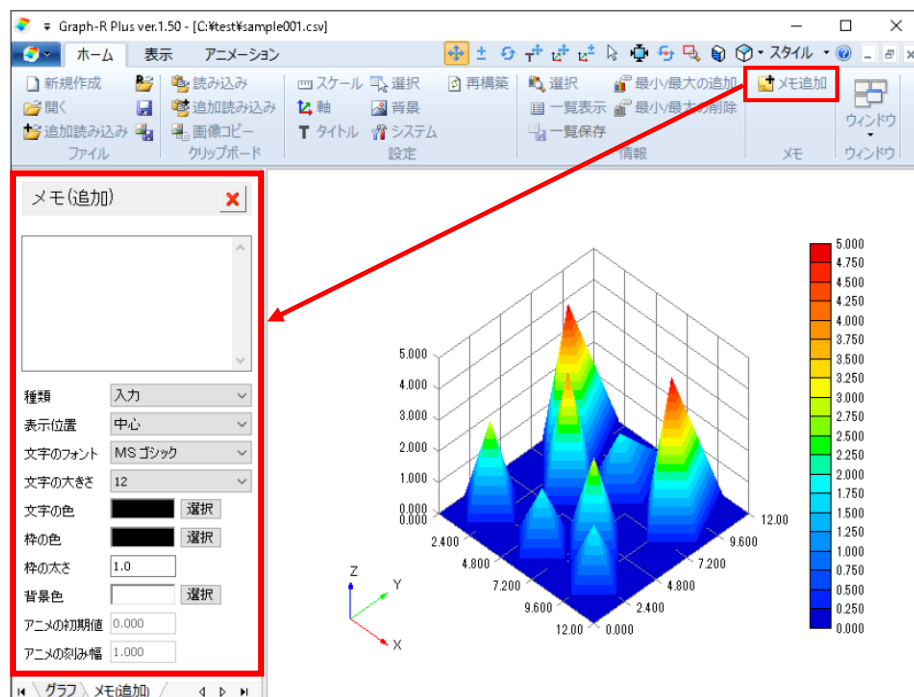 Graph-R Plus ver.1.50 - [C:¥test¥sample001.csv]
ホーム 表示 アニメーション スタイル
新規作成 読み込み スケール 選択 再構築 選択 最小/最大の追加 メモ追加
開く 追加読み込み 軸 背景 一覧表示 最小/最大の削除 ウィンドウ
追加読み込み 画像コピー T タイトル システム 一覧保存
ファイル クリップボード 設定 情報 メモ ウィンドウ
メモ(追加)
種類 入力
表示位置 中心
文字のフォント MS ゴシック
文字の大きさ 12
文字の色 選択
枠の色 選択
枠の太さ 1.0
背景色 選択
アニメの初期値 0.000
アニメの刻み幅 1.000
グラフ メモ(追加)
5.000
4.000
3.000
2.000
1.000
0.000
0.000
2.400
4.800
7.200
9.600
12.00
0.000
2.400
4.800
7.200
9.600
12.00
Z
Y
X
5.000
4.750
4.500
4.250
4.000
3.750
3.500
3.250
3.000
2.750
2.500
2.250
2.000
1.750
1.500
1.250
1.000
0.750
0.500
0.250
0.000